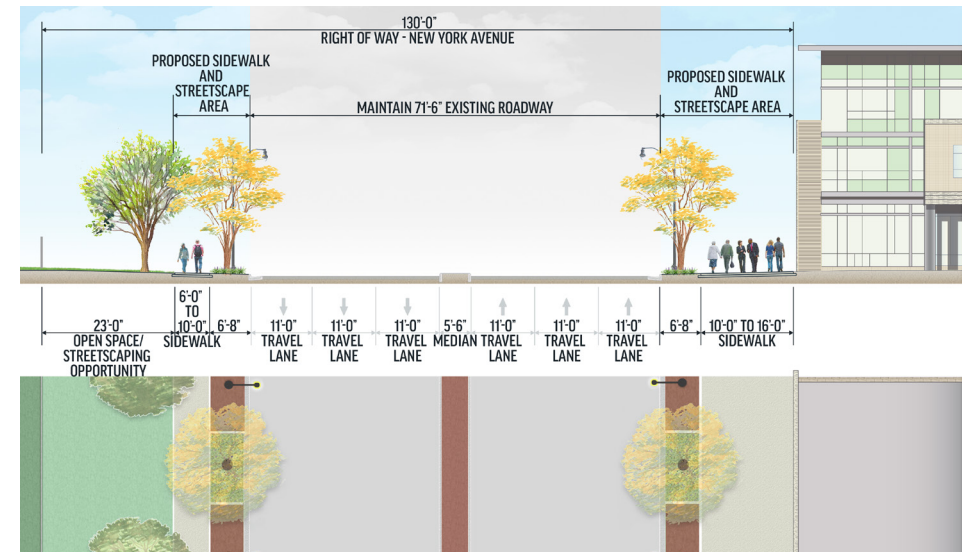 130'-0"
RIGHT OF WAY - NEW YORK AVENUE
PROPOSED SIDEWALK
AND
STREETSCAPE
AREA
MAINTAIN 71'-6" EXISTING ROADWAY
PROPOSED SIDEWALK
AND
STREETSCAPE AREA
23'-0"
OPEN SPACE/
STREETSCAPING
OPPORTUNITY
6'-0"
TO
10'-0"
SIDEWALK
6'-8"
11'-0"
TRAVEL
LANE
11'-0"
TRAVEL
LANE
11'-0"
TRAVEL
LANE
5'-6"
MEDIAN
11'-0"
TRAVEL
LANE
11'-0"
TRAVEL
LANE
11'-0"
TRAVEL
LANE
6'-8"
10'-0" TO 16'-0"
SIDEWALK